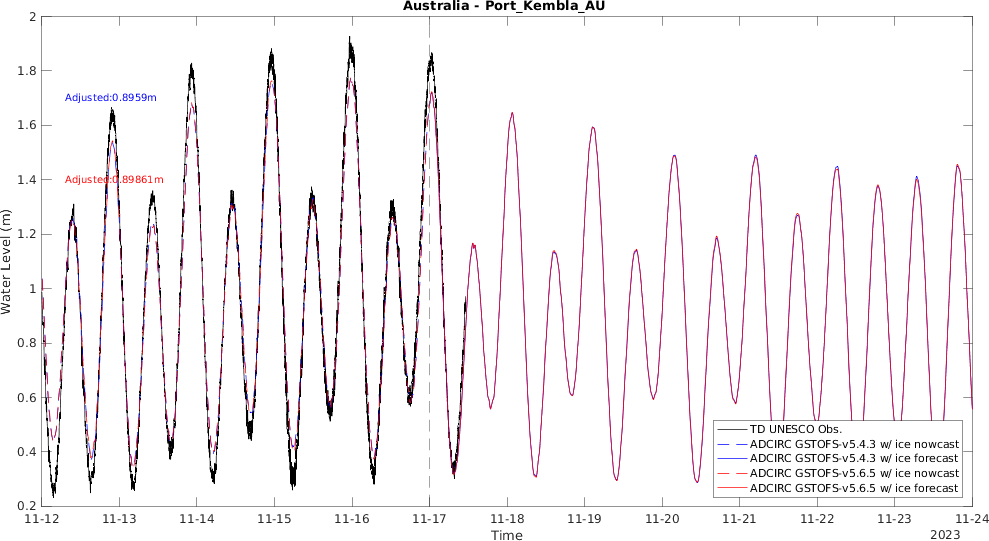 Australia - Port_Kembla_AU
2
1.8
1.6
1.4
1.2
1
0.8
0.6
0.4
0.2
Water Level (m)
Adjusted:0.8959m
Adjusted:0.89861m
TD UNESCO Obs.
ADCIRC GSTOFS-v5.4.3 w/ ice nowcast
ADCIRC GSTOFS-v5.4.3 w/ ice forecast
ADCIRC GSTOFS-v5.6.5 w/ ice nowcast
ADCIRC GSTOFS-v5.6.5 w/ ice forecast
11-12 11-13 11-14 11-15 11-16 11-17 11-18 11-19 11-20 11-21 11-22 11-23 11-24
Time
2023